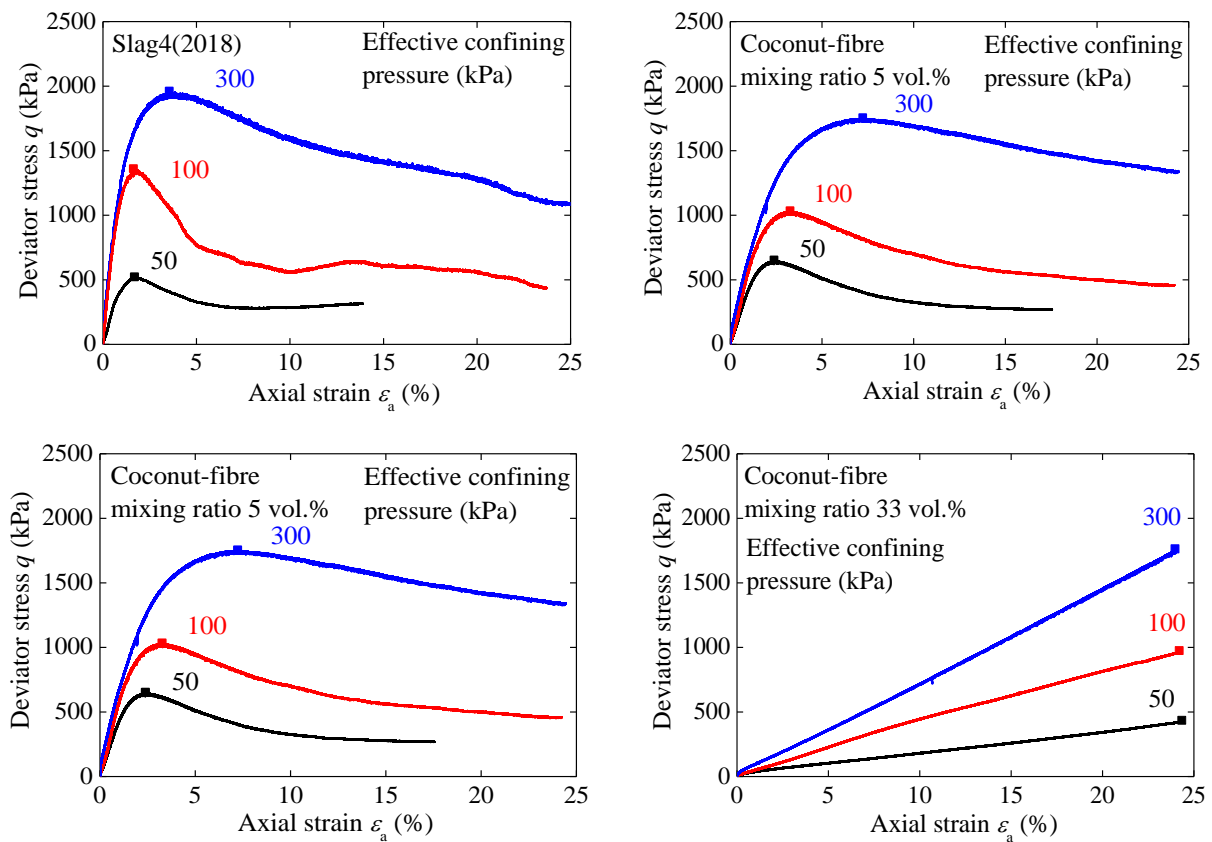 2500
2000
1500
1000
500
0
Deviator stress q (kPa)
Slag4(2018)
Effective confining
pressure (kPa)
300
100
50
0 5 10 15 20 25
Axial strain εa (%)
2500
2000
1500
1000
500
0
Deviator stress q (kPa)
Coconut-fibre
mixing ratio 5 vol.%
Effective confining
pressure (kPa)
300
100
50
0 5 10 15 20 25
Axial strain εa (%)
2500
2000
1500
1000
500
0
Deviator stress q (kPa)
Coconut-fibre
mixing ratio 5 vol.%
Effective confining
pressure (kPa)
300
100
50
0 5 10 15 20 25
Axial strain εa (%)
2500
2000
1500
1000
500
0
Deviator stress q (kPa)
Coconut-fibre
mixing ratio 33 vol.%
Effective confining
pressure (kPa)
300
100
50
0 5 10 15 20 25
Axial strain εa (%)